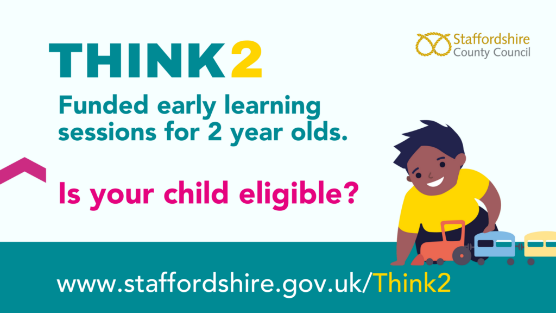 THINK2
Staffordshire
County Council
Funded early learning
sessions for 2 year olds.
Is your child eligible?
www.staffordshire.gov.uk/Think2